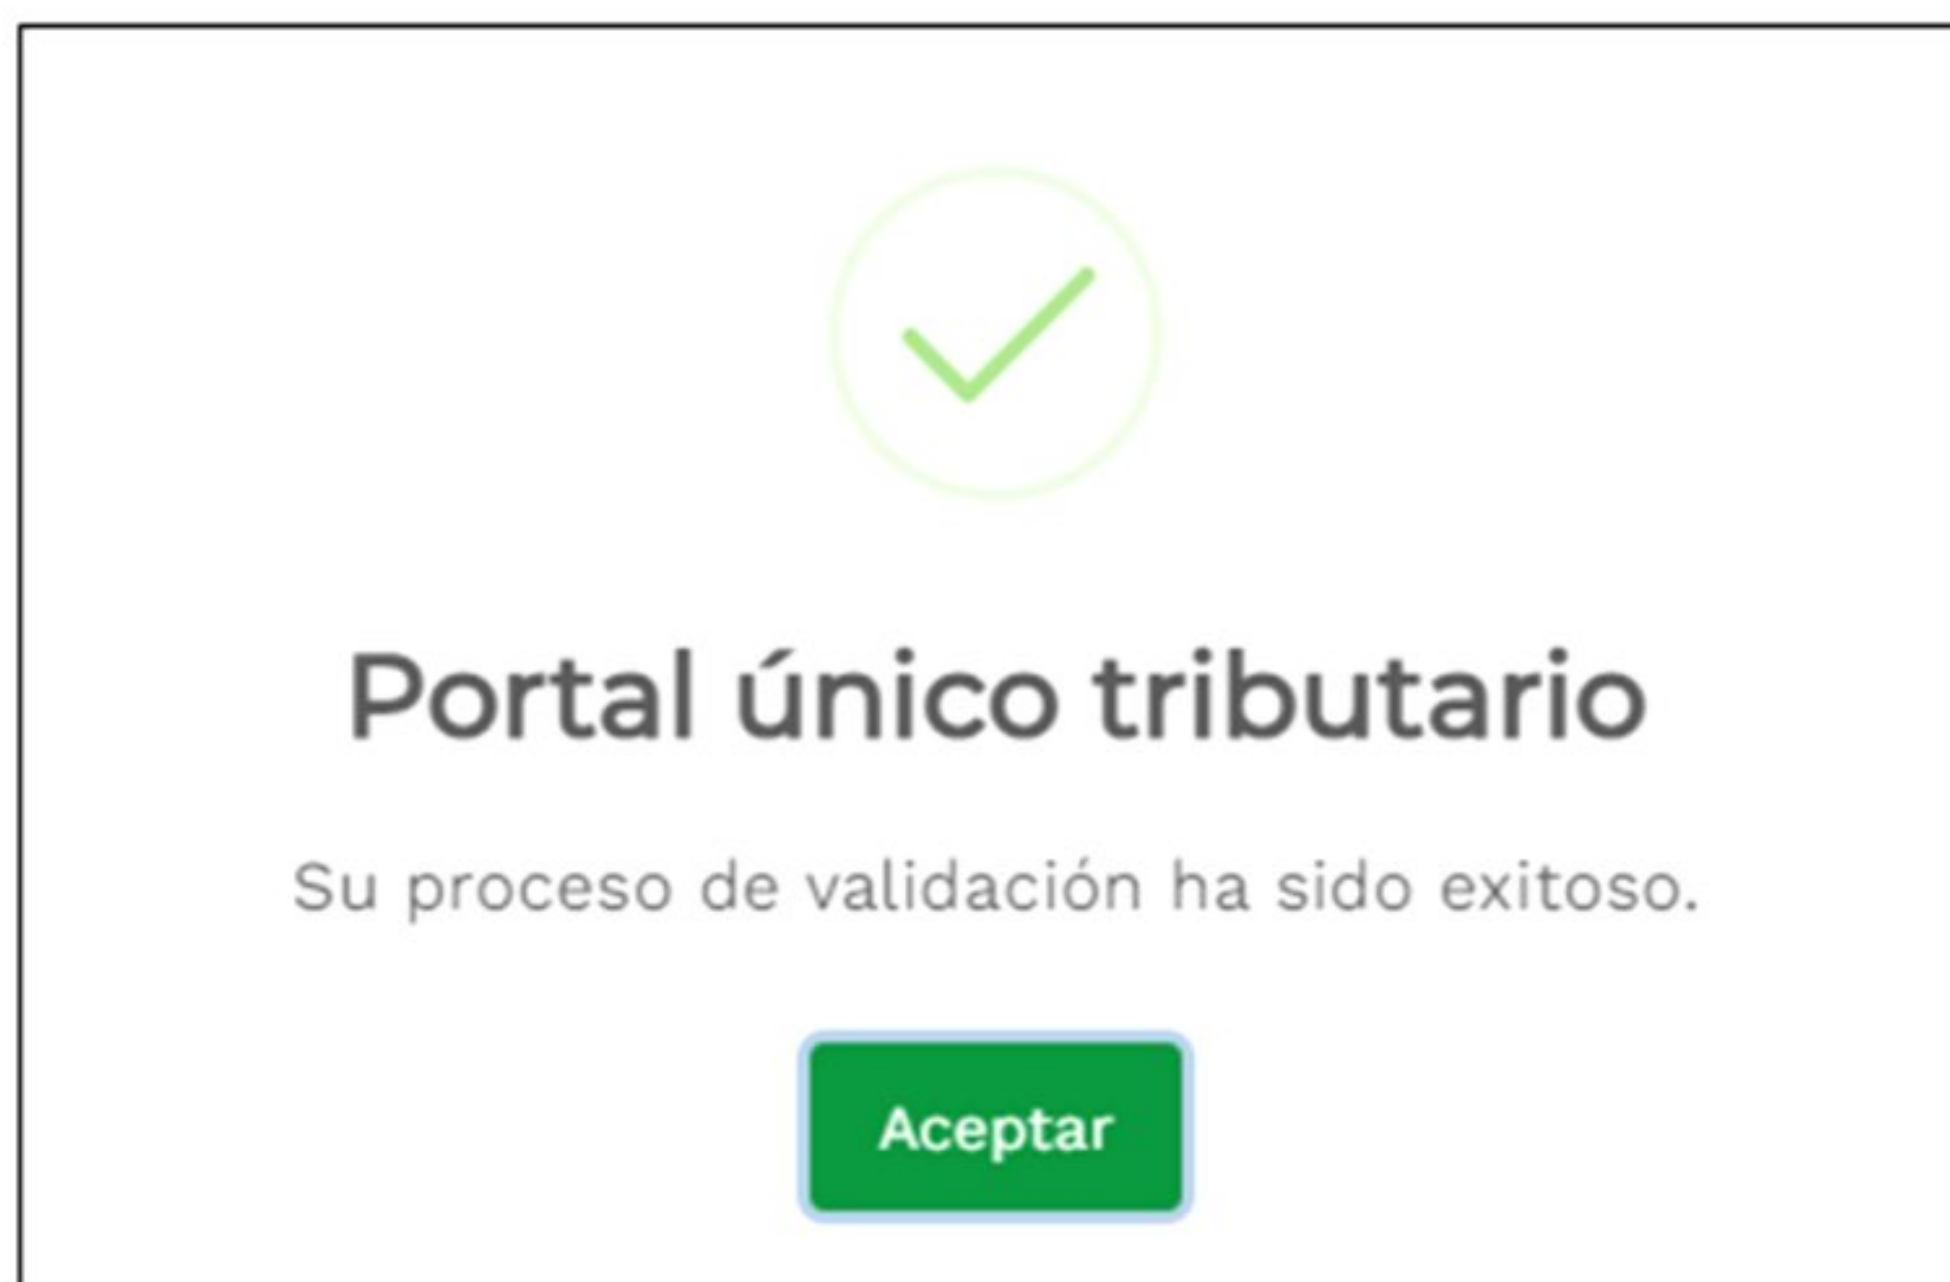 Portal único tributario
Su proceso de validación ha sido exitoso.
Aceptar